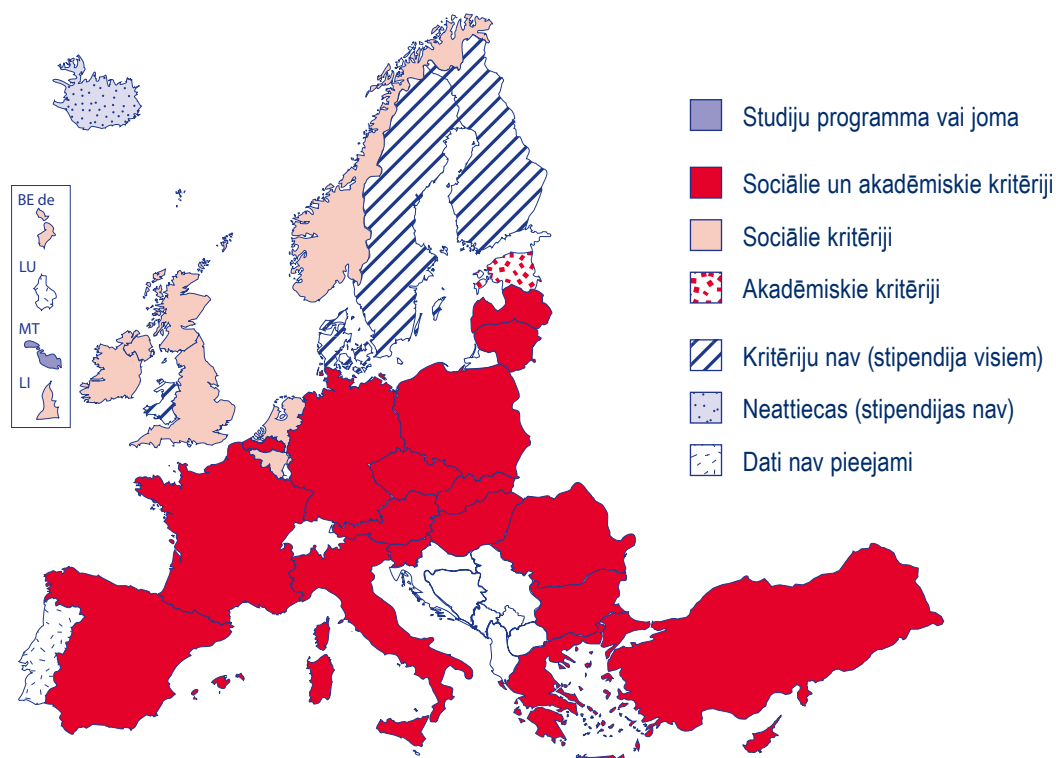 Studiju programma vai joma
Sociālie un akadēmiskie kritēriji
Sociālie kritēriji
Akadēmiskie kritēriji
Kritēriju nav (stipendija visiem)
Neattiecas (stipendijas nav)
Dati nav pieejami
BE de
LU
MT
LI